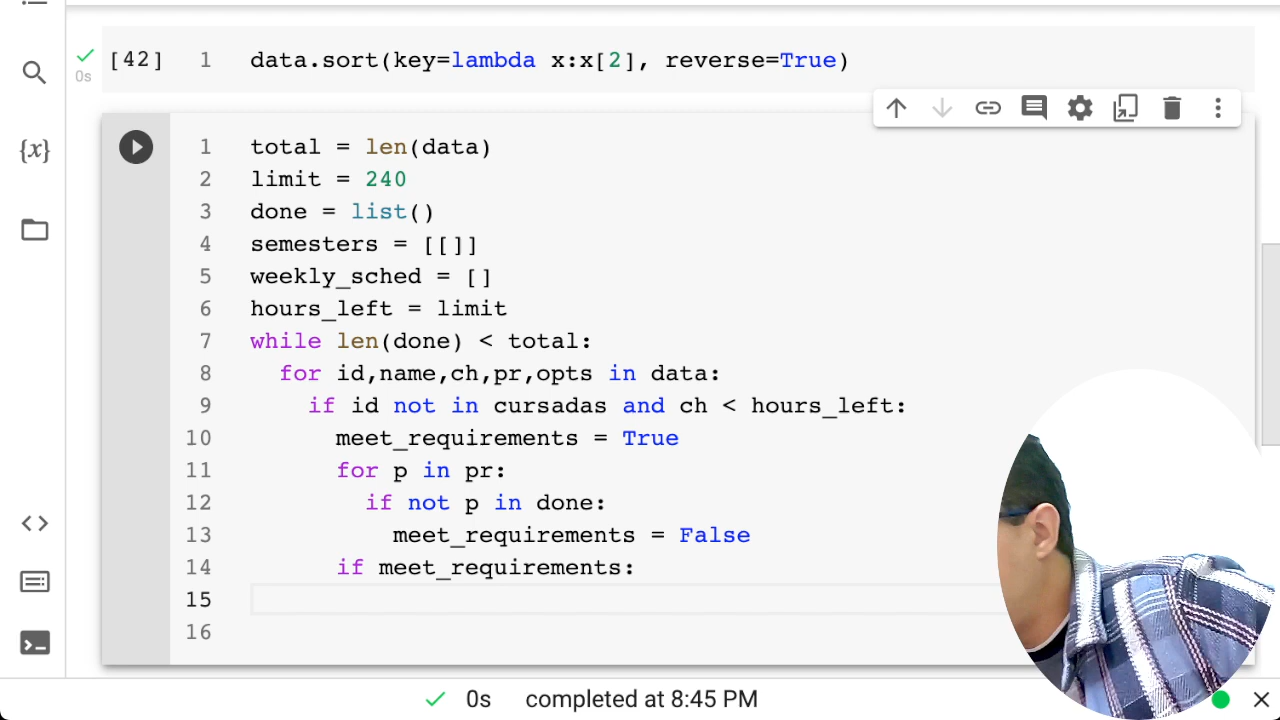 [42] 1 data.sort(key=lambda x:x[2], reverse=True)
0s
{x}
1 total = len(data)
2 limit = 240
3 done = list()
4 semesters = [[]]
5 weekly_sched = []
6 hours_left = limit
7 while len(done) < total:
8 for id,name,ch,pr,opts in data:
9 if id not in cursadas and ch < hours_left:
10 meet_requirements = True
11 for p in pr:
12 if not p in done:
13 meet_requirements = False
14 if meet_requirements:
15
16
0s completed at 8:45 PM